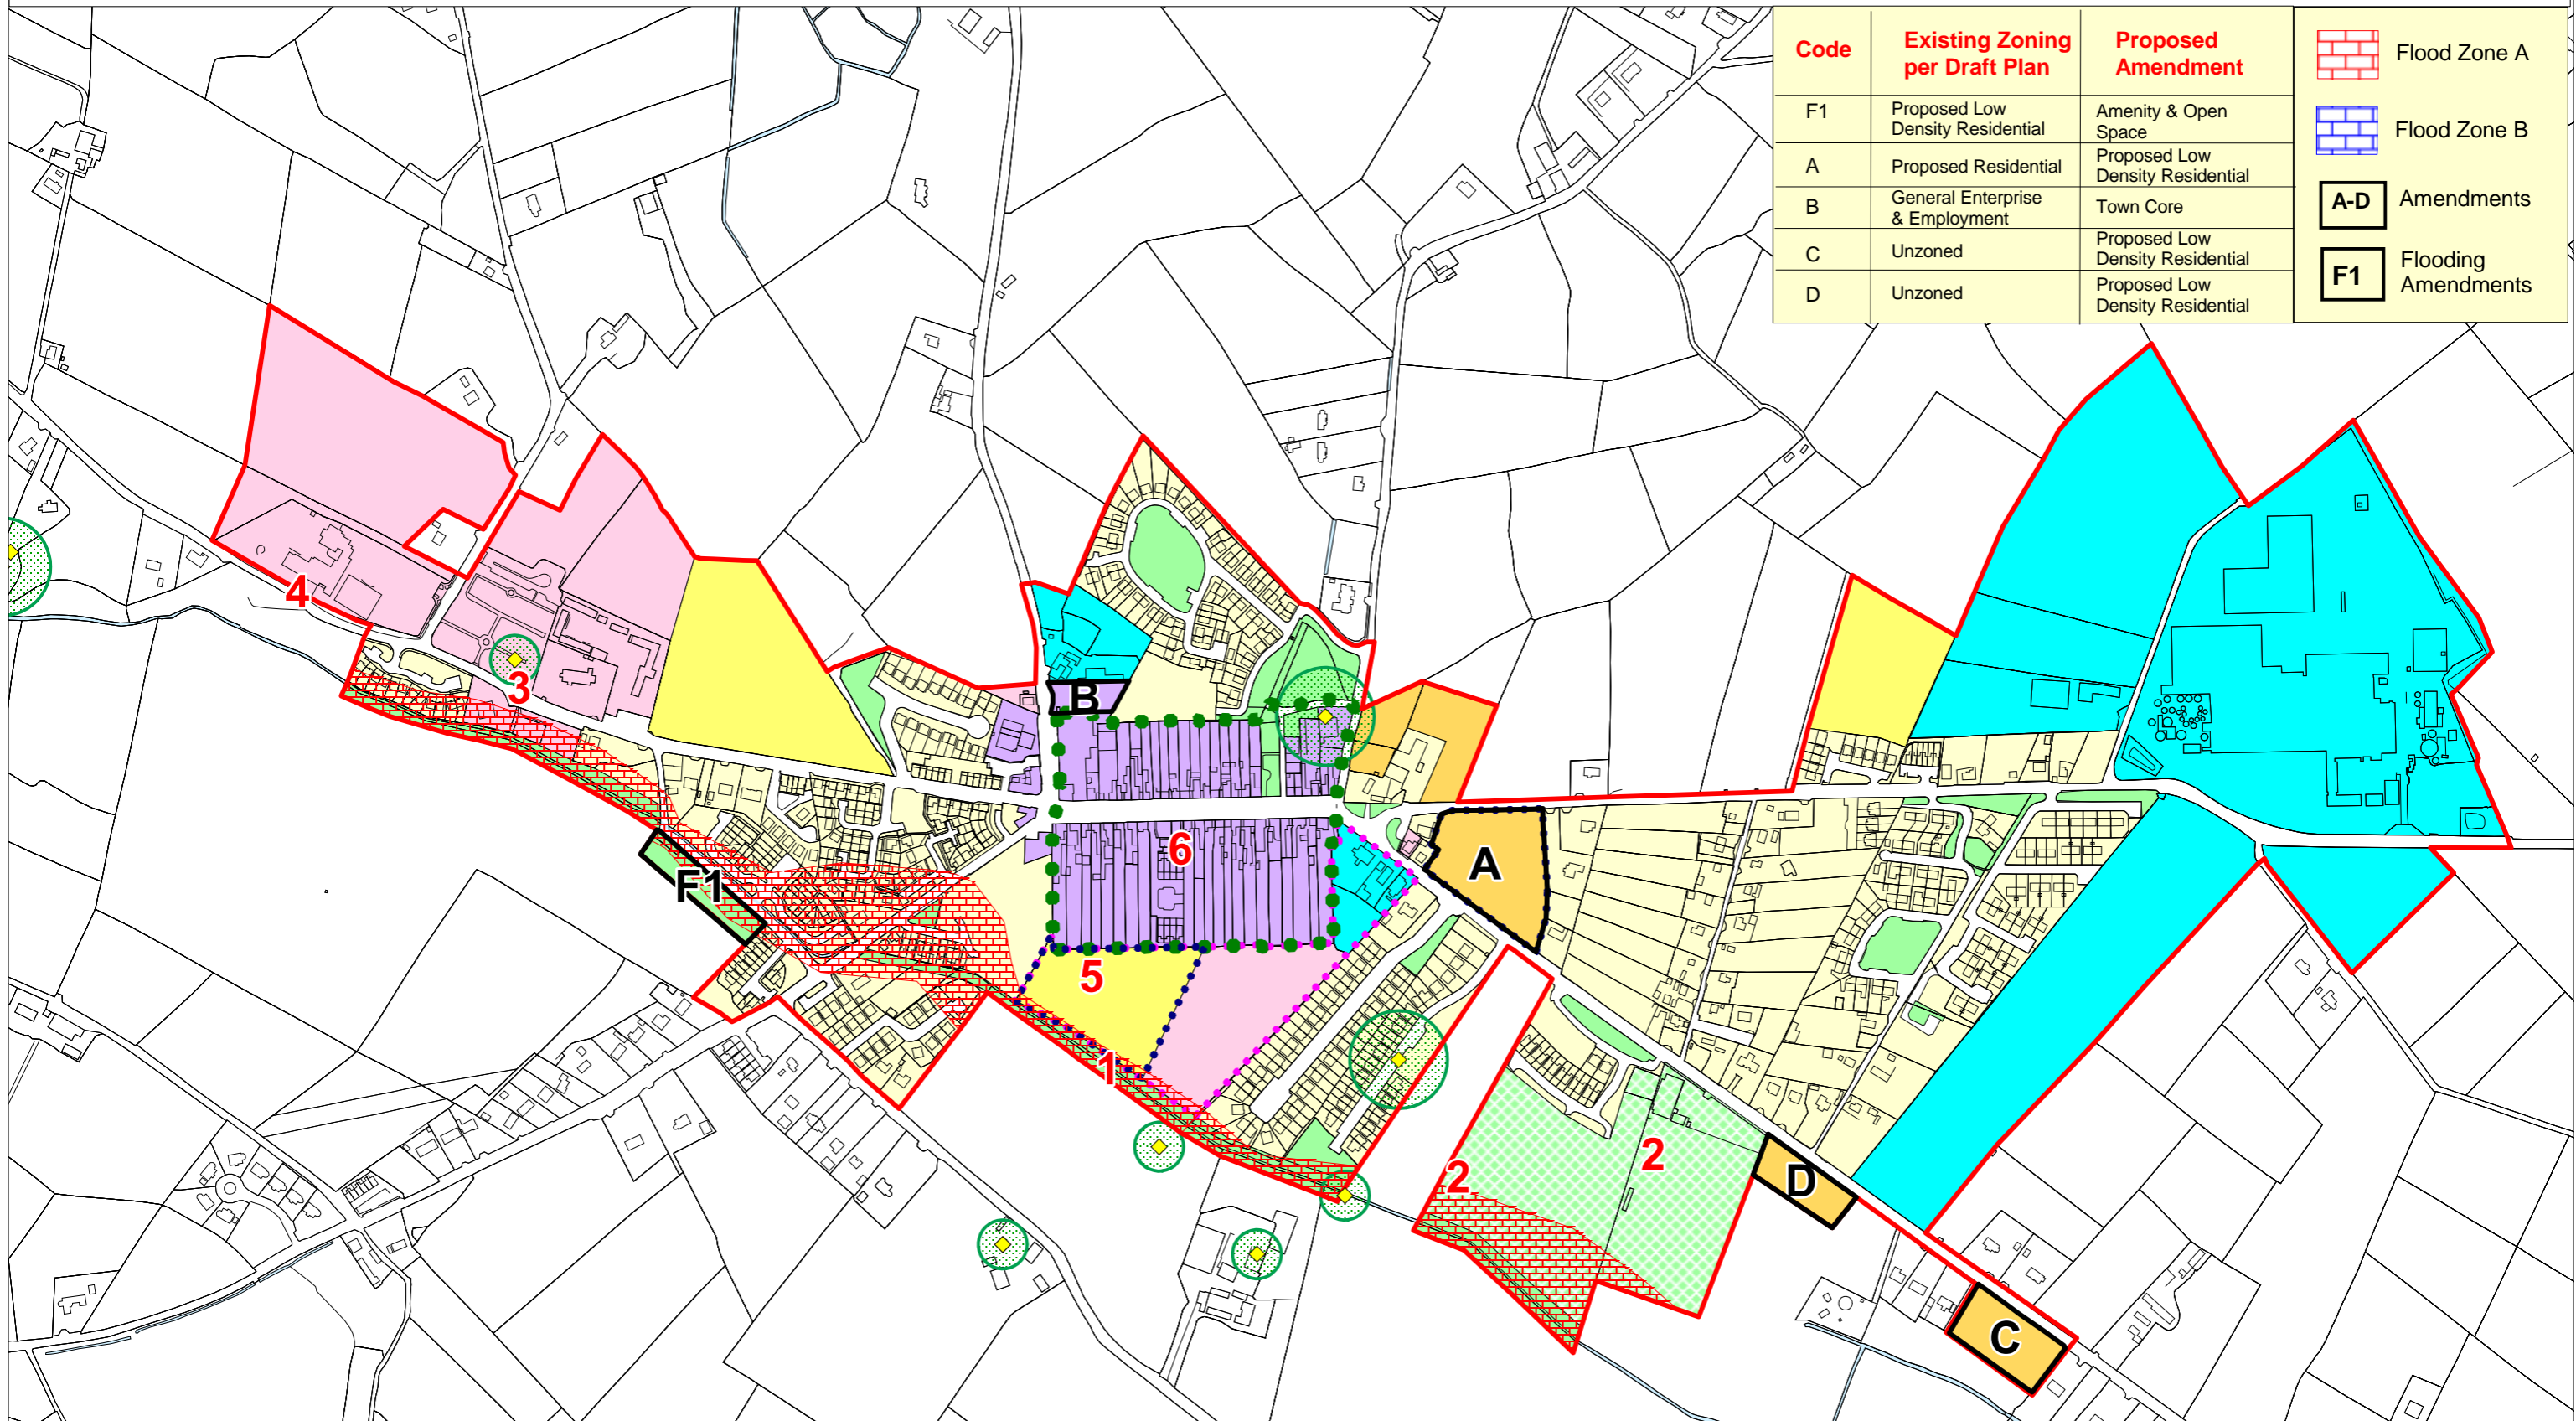 Code
Existing Zoning
per Draft Plan
Proposed
Amendment
F1
Proposed Low
Density Residential
Amenity & Open
Space
A
Proposed Residential
Proposed Low
Density Residential
B
General Enterprise
& Employment
Town Core
C
Unzoned
Proposed Low
Density Residential
D
Unzoned
Proposed Low
Density Residential
Flood Zone A
Flood Zone B
A-D
Amendments
F1
Flooding
Amendments
4
3
B
6
A
F1
5
1
2
2
D
C